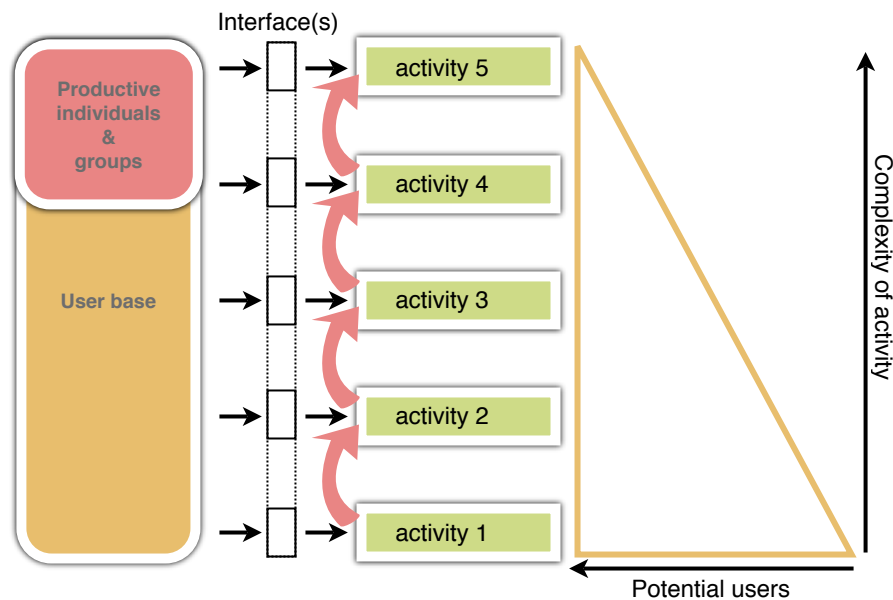 Interface(s)
Productive
individuals
&
groups
User base
activity 5
activity 4
activity 3
activity 2
activity 1
Complexity of activity
Potential users